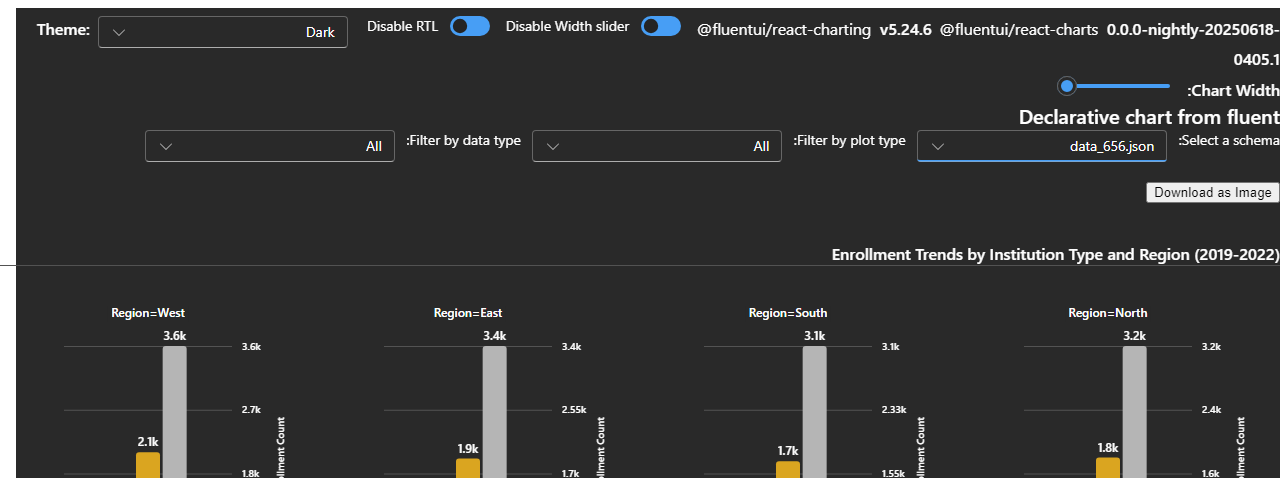 Theme: Dark Disable RTL Disable Width slider @fluentui/react-charting v5.24.6 @fluentui/react-charts 0.0.0-nightly-20250618-
0405.1
:Chart Width
Declarative chart from fluent
:Select a schema data_656.json :Filter by plot type All :Filter by data type All
Download as Image
Enrollment Trends by Institution Type and Region (2019-2022)
Region=West Region=East Region=South Region=North
3.6k 3.4k 3.1k 3.2k
3.6k 3.4k 3.1k 3.2k
2.7k 2.55k 2.33k 2.4k
2.1k 1.9k 1.7k 1.8k
1.8k 1.7k 1.55k 1.6k
Count Count Count Count